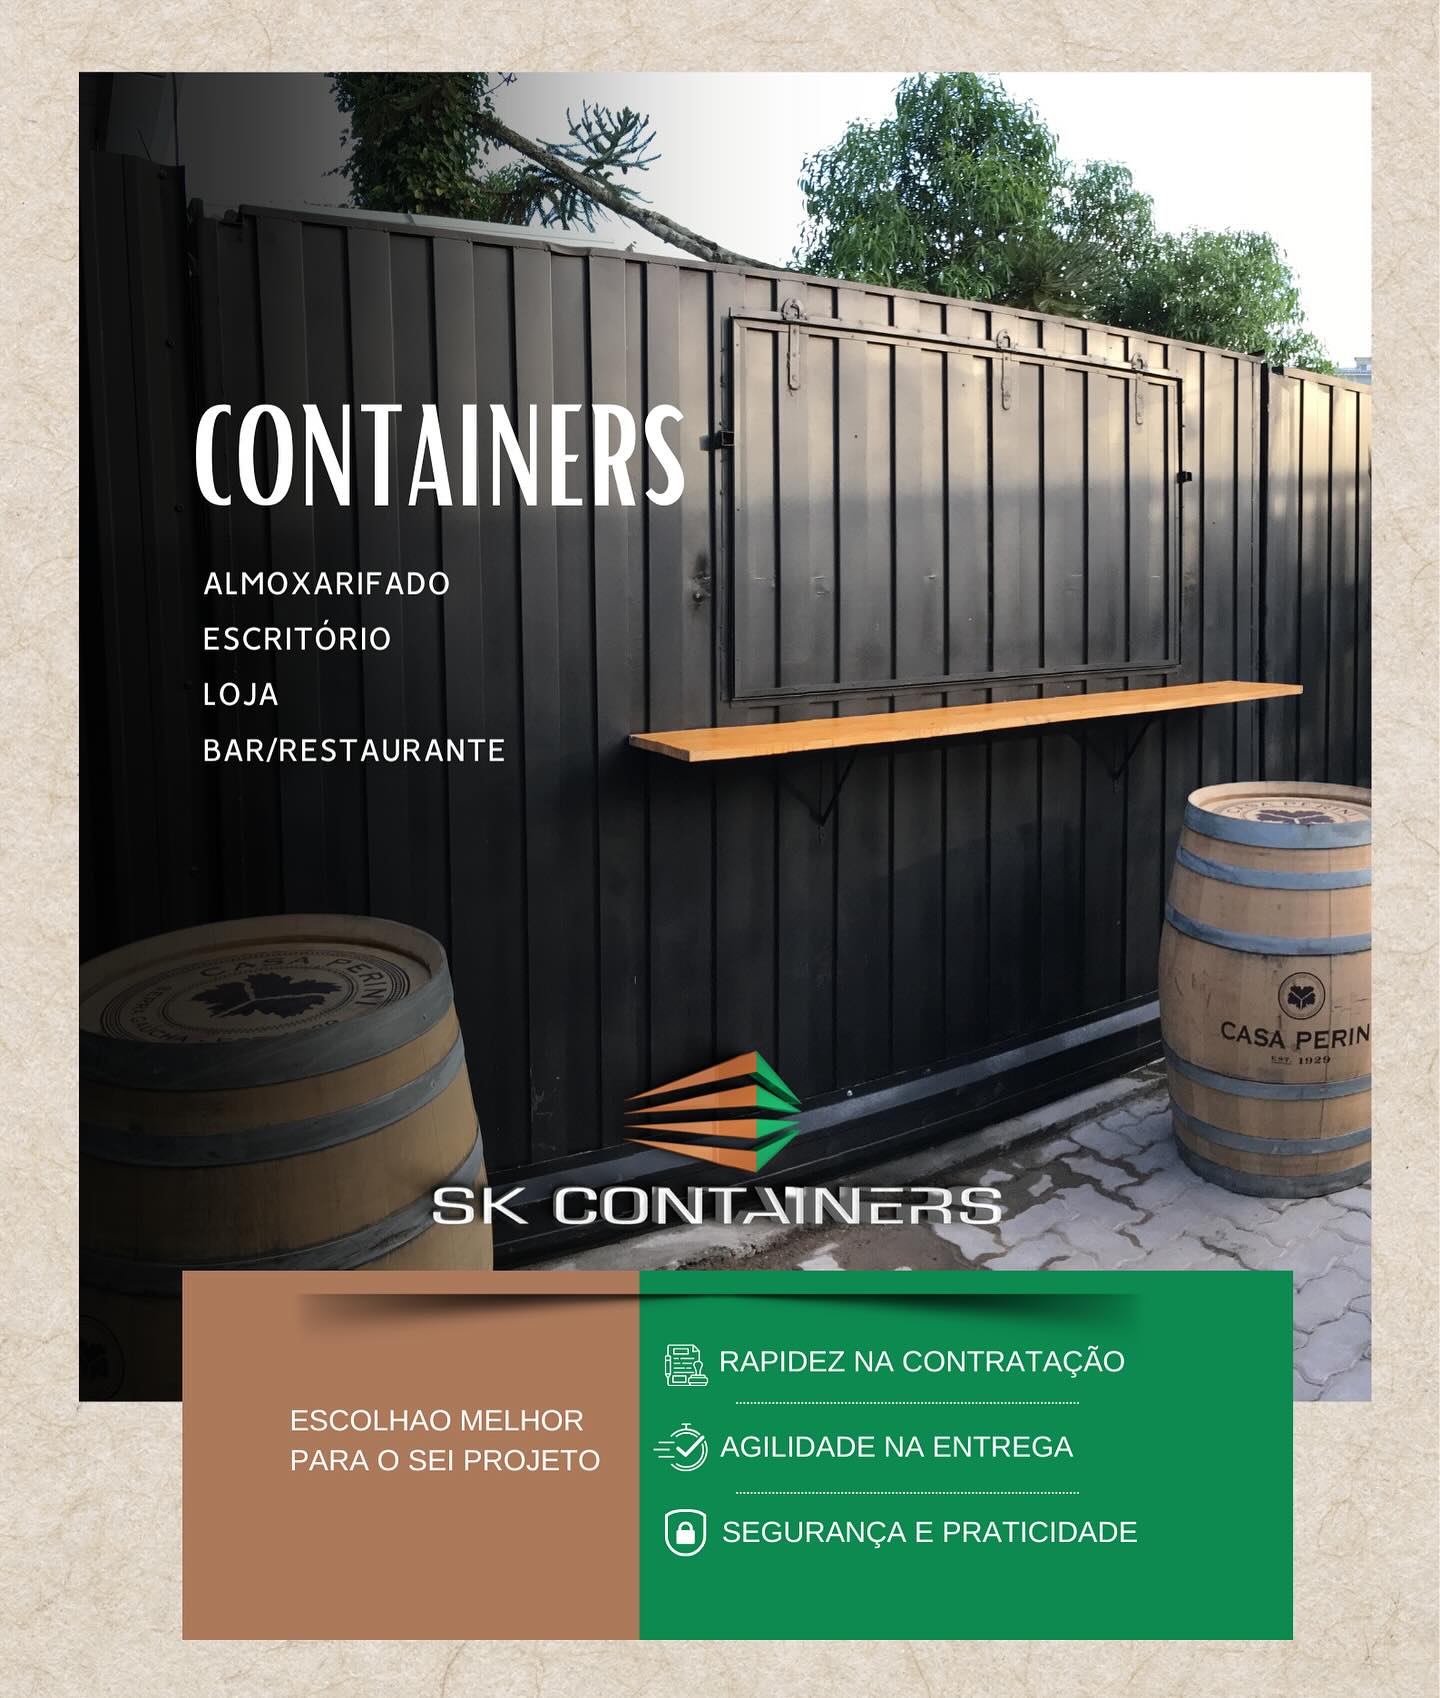 CONTAINERS
ALMOXARIFADO
ESCRITÓRIO
LOJA
BAR/RESTAURANTE
CASA PERINI
CASA PERIN
EST. 1929
SK CONTAINERS
ESCOLHAO MELHOR
PARA O SEI PROJETO
RAPIDEZ NA CONTRATAÇÃO
AGILIDADE NA ENTREGA
SEGURANÇA E PRATICIDADE